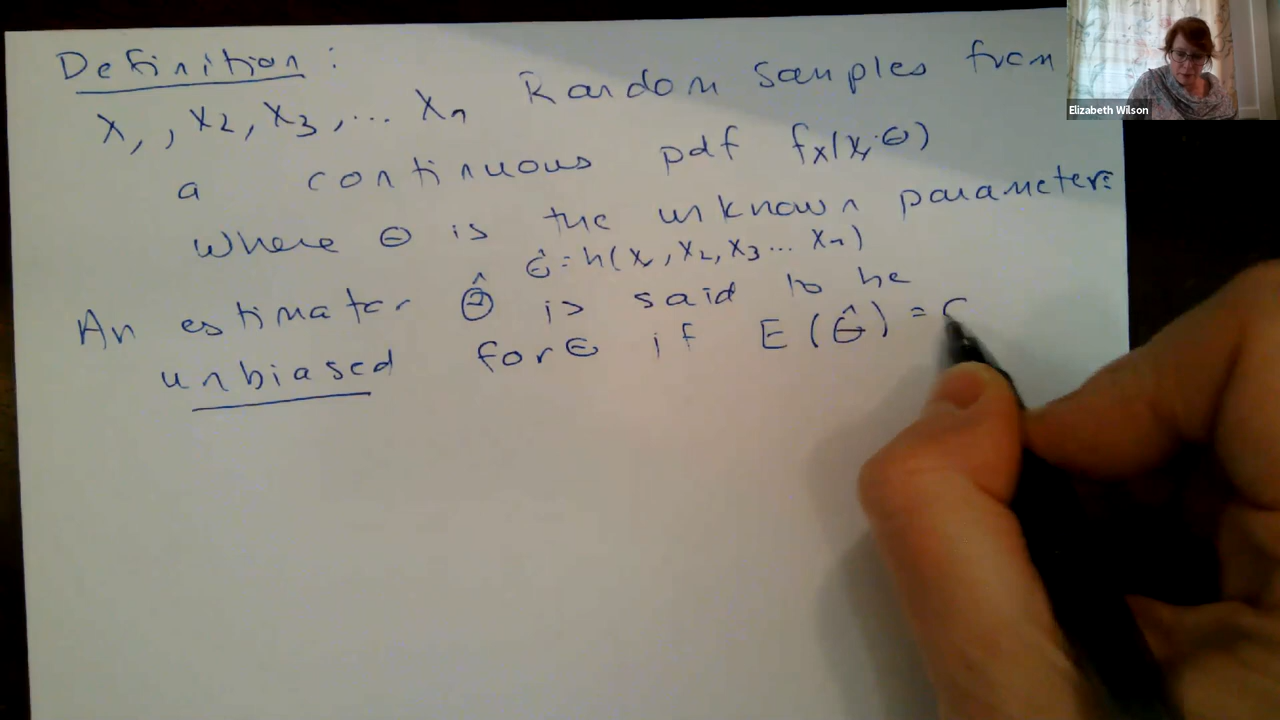 Definition:
x₁, x₂, x₃, ... xₙ Random samples from
a continuous pdf fₓ(x;θ)
where θ is the unknown parameter.
θ̂ = h(x₁, x₂, x₃ ... xₙ)
An estimator θ̂ is said to be
unbiased for θ if E(θ̂) =
Elizabeth Wilson